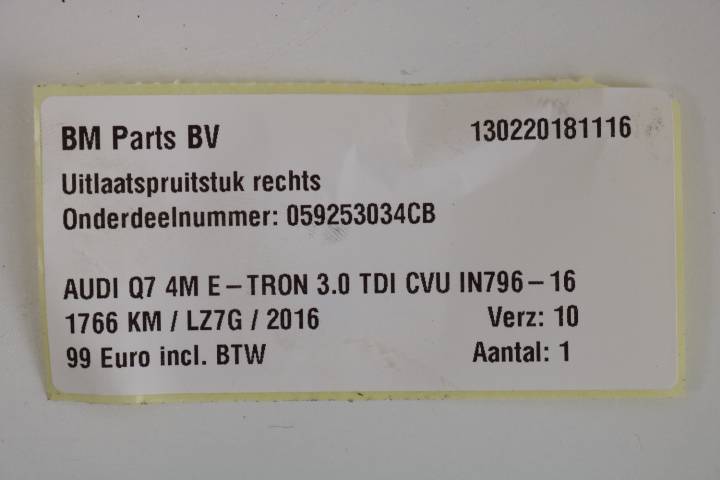 BM Parts BV 130220181116
Uitlaatspruitstuk rechts
Onderdeelnummer: 059253034CB
AUDI Q7 4M E-TRON 3.0 TDI CVU IN796-16
1766 KM / LZ7G / 2016 Verz: 10
99 Euro incl. BTW Aantal: 1